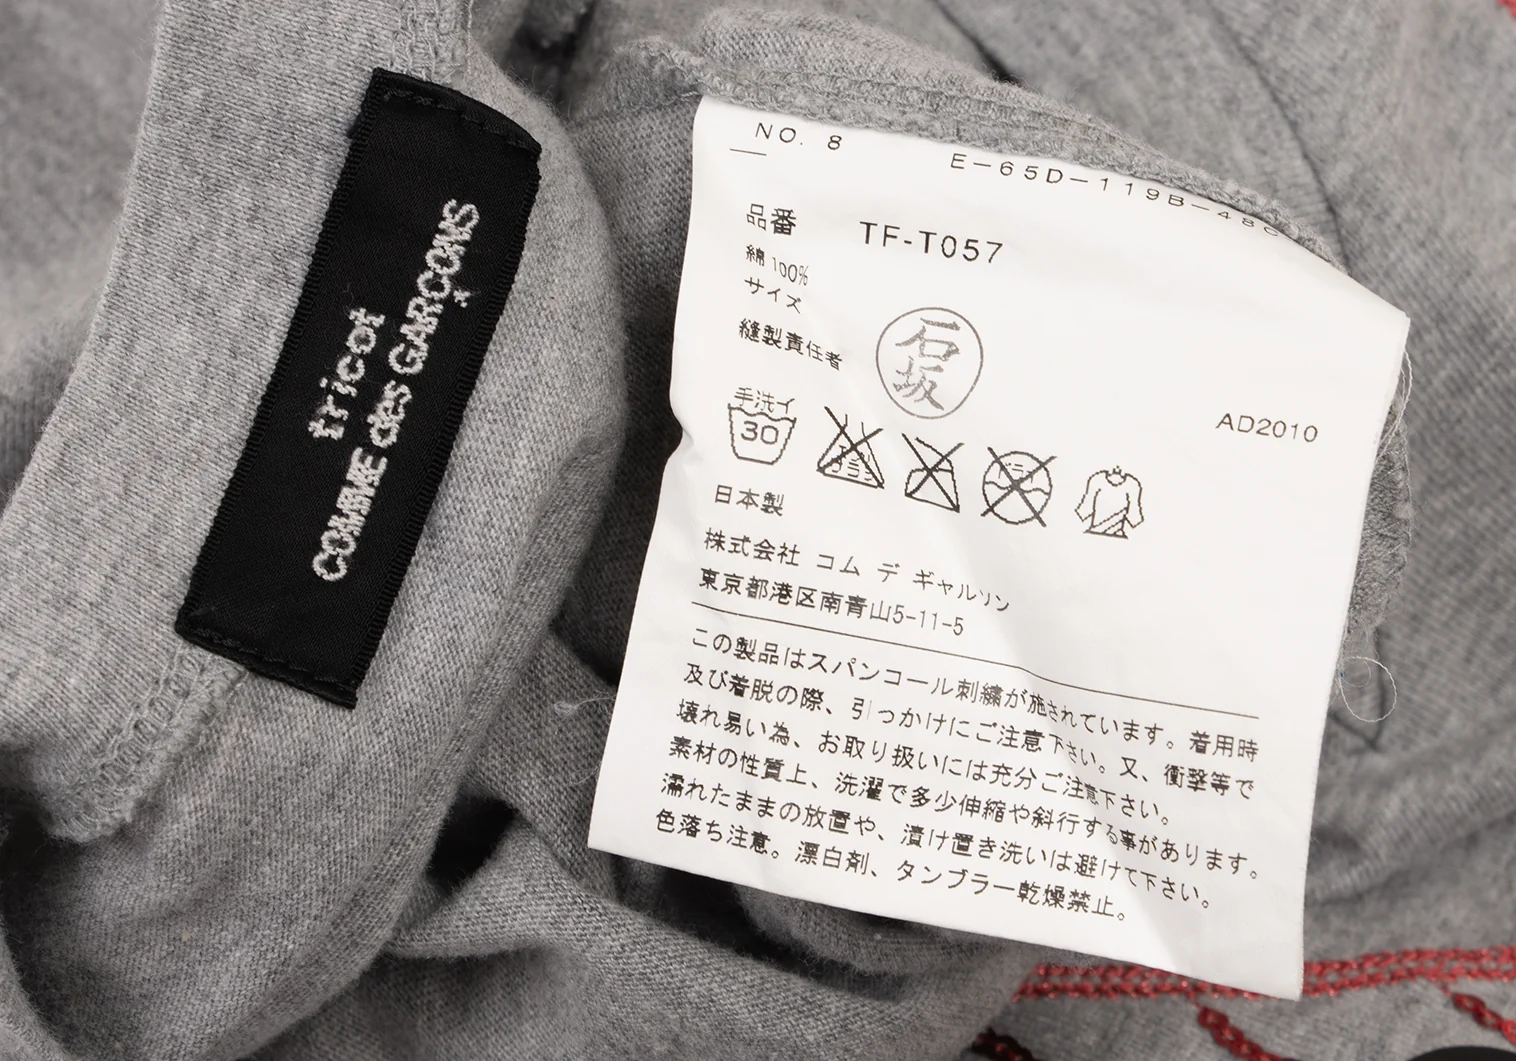 tricot
COMME des GARÇONS
NO. 8 E-65D-119B-48C
品番 TF-T057
綿 100%
サイズ
縫製責任者 石坂
AD2010
手洗イ
30
日本製
株式会社 コム デ ギャルソン
東京都港区南青山5-11-5
この製品はスパンコール刺繍が施されています。着用時
及び着脱の際、引っかけにご注意下さい。又、衝撃等で
壊れ易い為、お取り扱いには充分ご注意下さい。
素材の性質上、洗濯で多少伸縮や斜行する事があります。
濡れたままの放置や、漬け置き洗いは避けて下さい。
色落ち注意。漂白剤、タンブラー乾燥禁止。